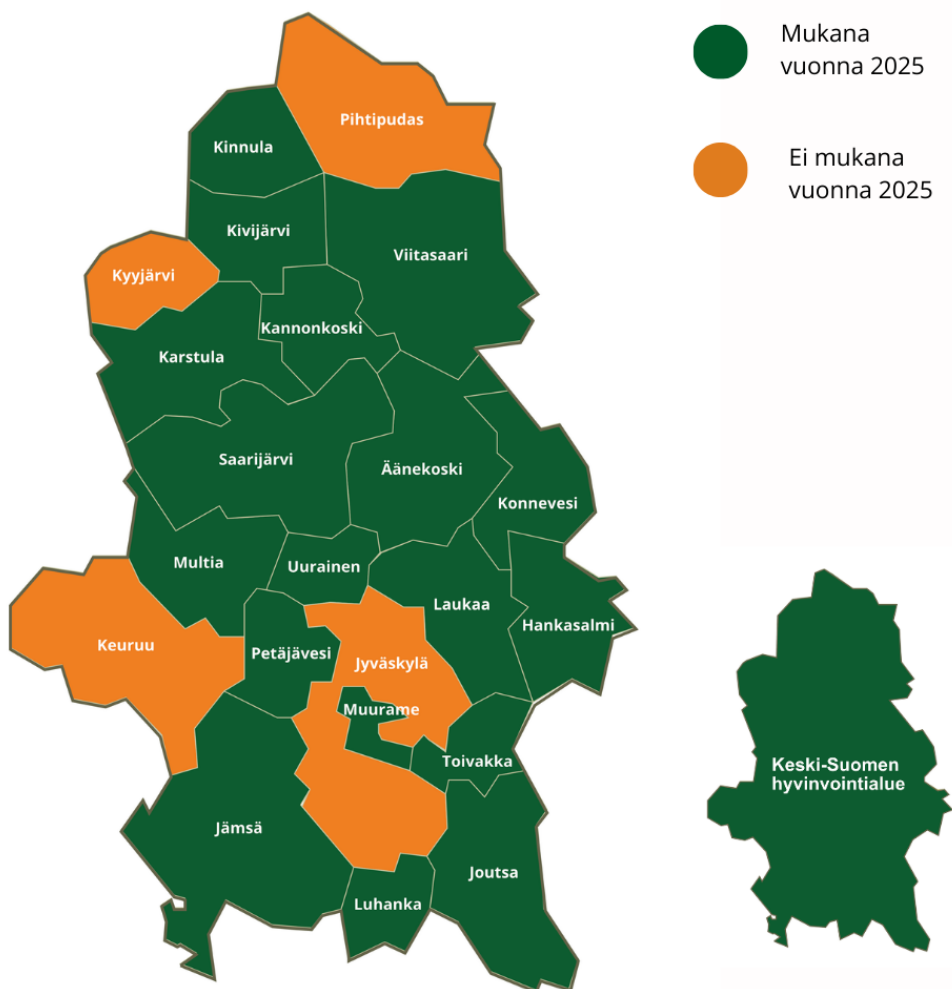 Mukana
vuonna 2025
Ei mukana
vuonna 2025
Pihtipudas
Kinnula
Kivijärvi
Viitasaari
Kyyjärvi
Kannonkoski
Karstula
Saarijärvi
Äänekoski
Konnevesi
Multia
Uurainen
Laukaa
Hankasalmi
Keuruu
Petäjävesi
Jyväskylä
Muurame
Toivakka
Jämsä
Joutsa
Luhanka
Keski-Suomen
hyvinvointialue